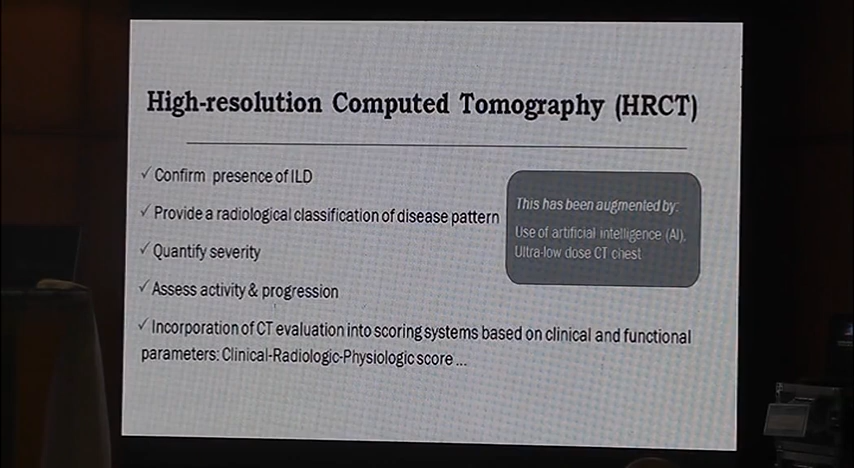 High-resolution Computed Tomography (HRCT)
✓ Confirm presence of ILD
✓ Provide a radiological classification of disease pattern
✓ Quantify severity
✓ Assess activity & progression
✓ Incorporation of CT evaluation into scoring systems based on clinical and functional
parameters: Clinical-Radiologic-Physiologic score ...
This has been augmented by:
Use of artificial intelligence (AI),
Ultra-low dose CT chest